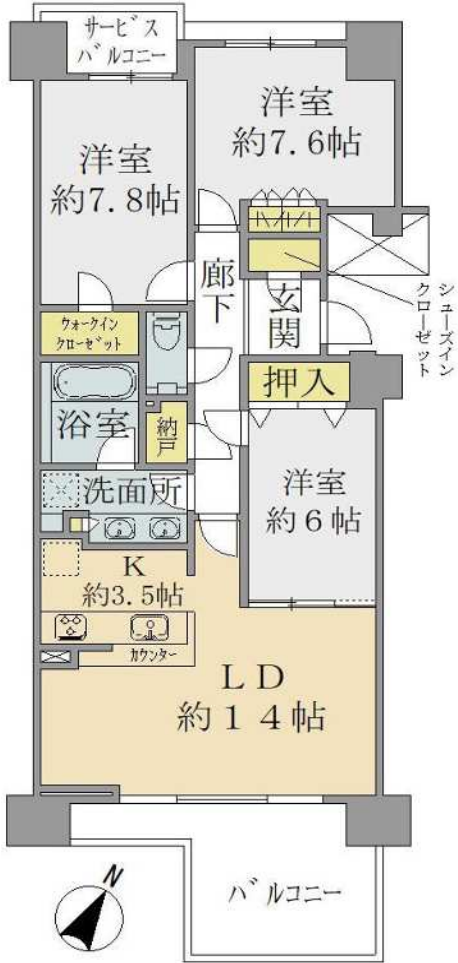 サービス
バルコニー
洋室
約7.8帖
洋室
約7.6帖
廊下
玄関
シューズイン
クローゼット
ウォークイン
クローゼット
押入
浴室
納戸
洋室
約6帖
洗面所
K
約3.5帖
カウンター
LD
約14帖
バルコニー
N